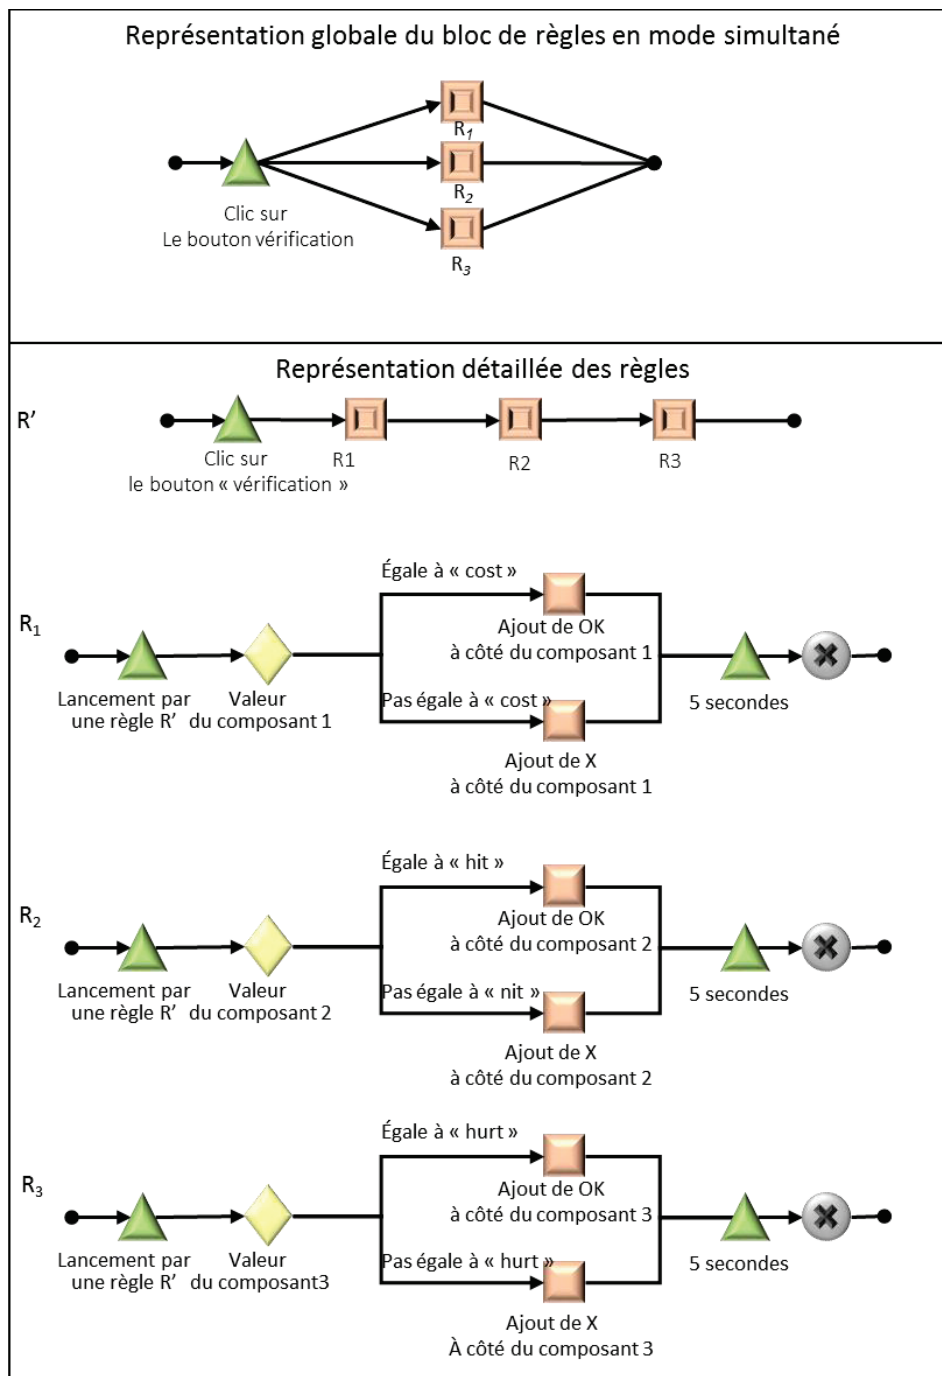 Représentation globale du bloc de règles en mode simultané
R1
R2
R3
Clic sur
Le bouton vérification
Représentation détaillée des règles
R'
Clic sur
le bouton « vérification »
R1
R2
R3
R1
Lancement par
une règle R'
Valeur
du composant 1
Égale à « cost »
Ajout de OK
à côté du composant 1
Pas égale à « cost »
Ajout de X
à côté du composant 1
5 secondes
R2
Lancement par
une règle R'
Valeur
du composant 2
Égale à « hit »
Ajout de OK
à côté du composant 2
Pas égale à « nit »
Ajout de X
à côté du composant 2
5 secondes
R3
Lancement par
une règle R'
Valeur
du composant3
Égale à « hurt »
Ajout de OK
à côté du composant 3
Pas égale à « hurt »
Ajout de X
À côté du composant 3
5 secondes